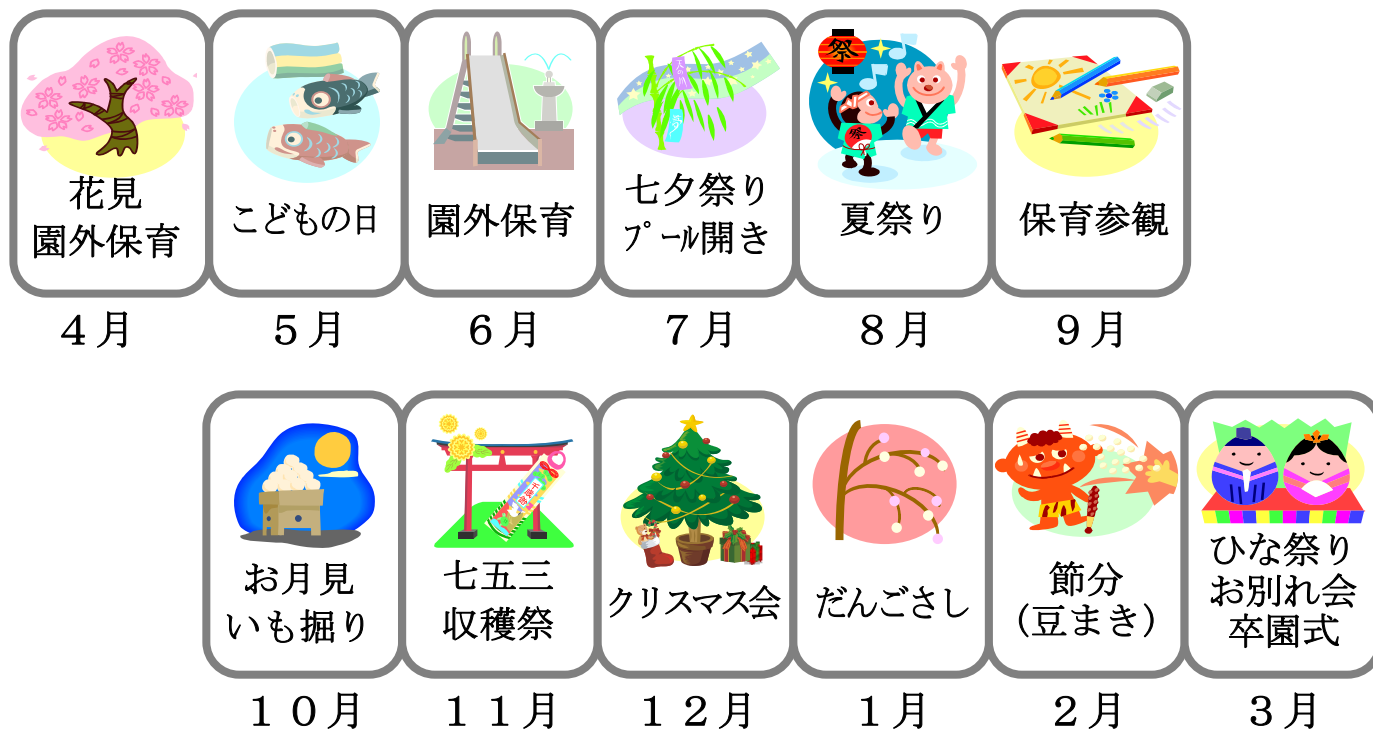 祭
祭
花見
園外保育
こどもの日
園外保育
七夕祭り
プール開き
夏祭り
保育参観
4月
5月
6月
7月
8月
9月
お月見
いも掘り
七五三
収穫祭
クリスマス会
だんごさし
節分
(豆まき)
ひな祭り
お別れ会
卒園式
10月
11月
12月
1月
2月
3月